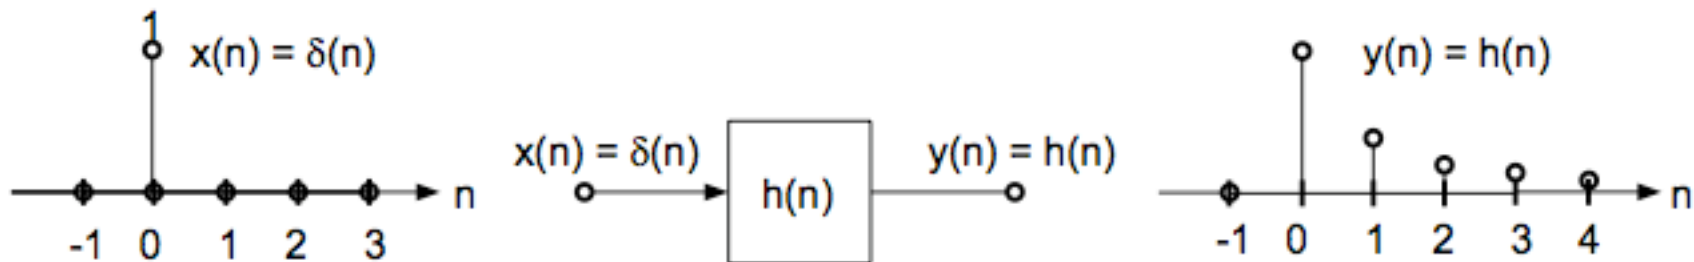 1
x(n) = δ(n)
n
-1 0 1 2 3
x(n) = δ(n)
h(n)
y(n) = h(n)
y(n) = h(n)
n
-1 0 1 2 3 4